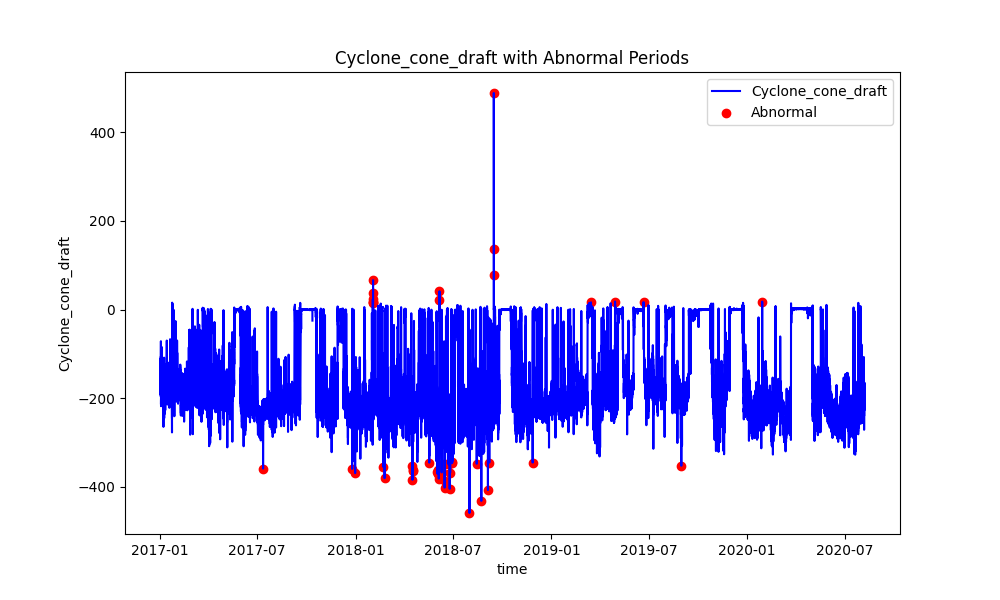 Cyclone_cone_draft with Abnormal Periods
Cyclone_cone_draft
Abnormal
400
200
0
−200
−400
Cyclone_cone_draft
2017-01
2017-07
2018-01
2018-07
2019-01
2019-07
2020-01
2020-07
time